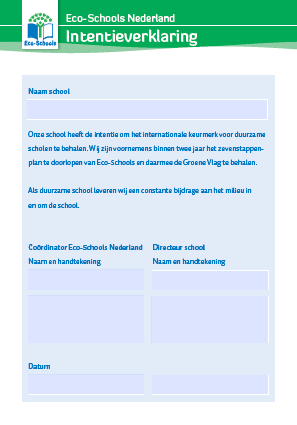 Eco-Schools
Eco-Schools Nederland
Intentieverklaring
Naam school
Onze school heeft de intentie om het internationale keurmerk voor duurzame
scholen te behalen. Wij zijn voornemens binnen twee jaar het zevenstappen-
plan te doorlopen van Eco-Schools en daarmee de Groene Vlag te behalen.
Als duurzame school leveren wij een constante bijdrage aan het milieu in
en om de school.
Coördinator Eco-Schools Nederland
Naam en handtekening
Directeur school
Naam en handtekening
Datum